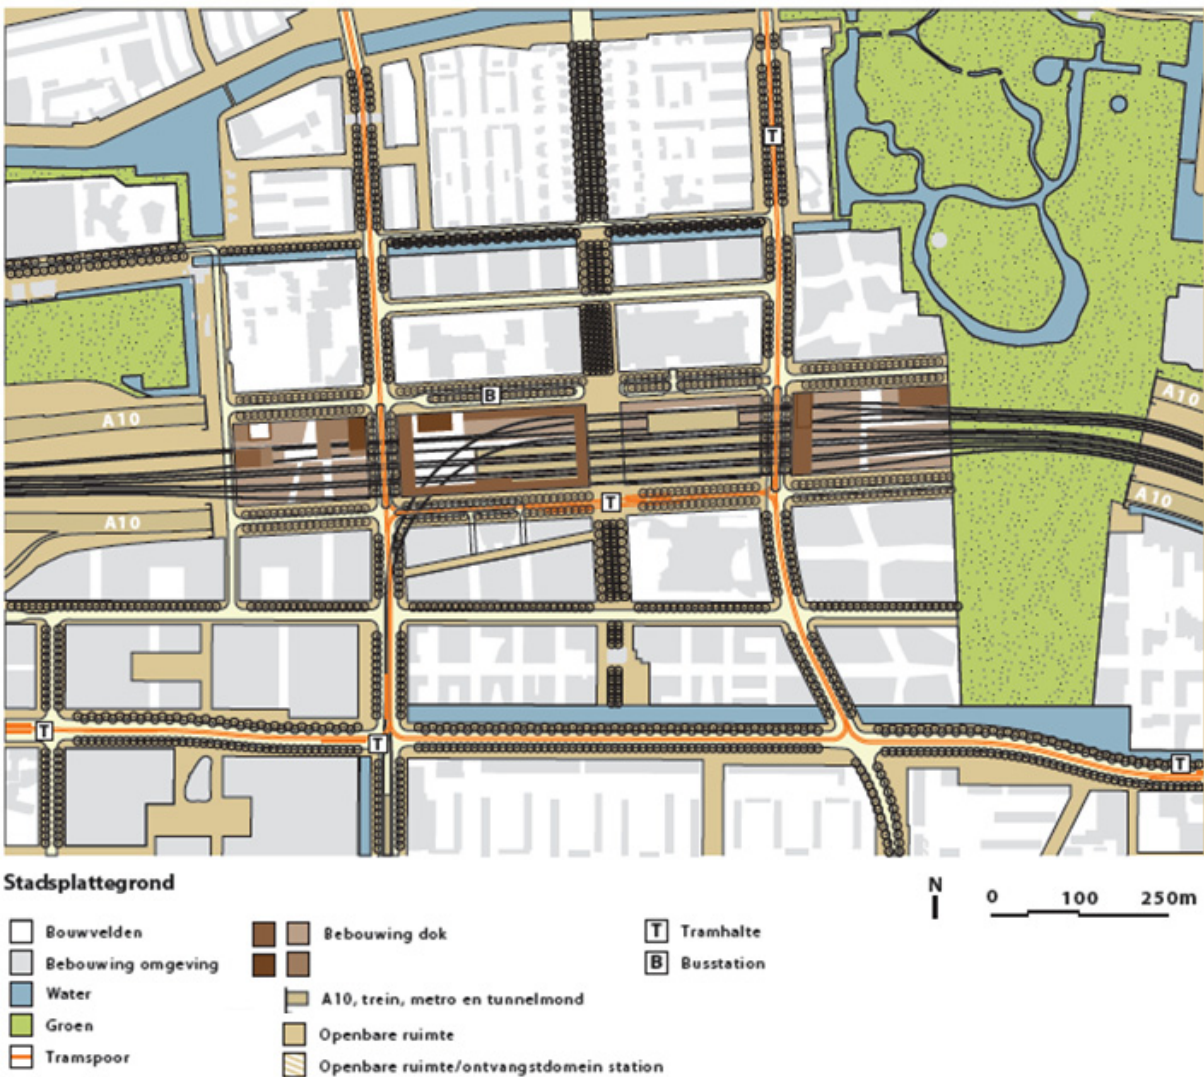 T
A10
A10
B
T
A10
A10
T
T
T
Stadsplattegrond
N
0 100 250m
Bouwvelden
Bebouwing omgeving
Water
Groen
Tramspoor
Bebouwing dok
A10, trein, metro en tunnelmond
Openbare ruimte
Openbare ruimte/ontvangstdomein station
T Tramhalte
B Busstation